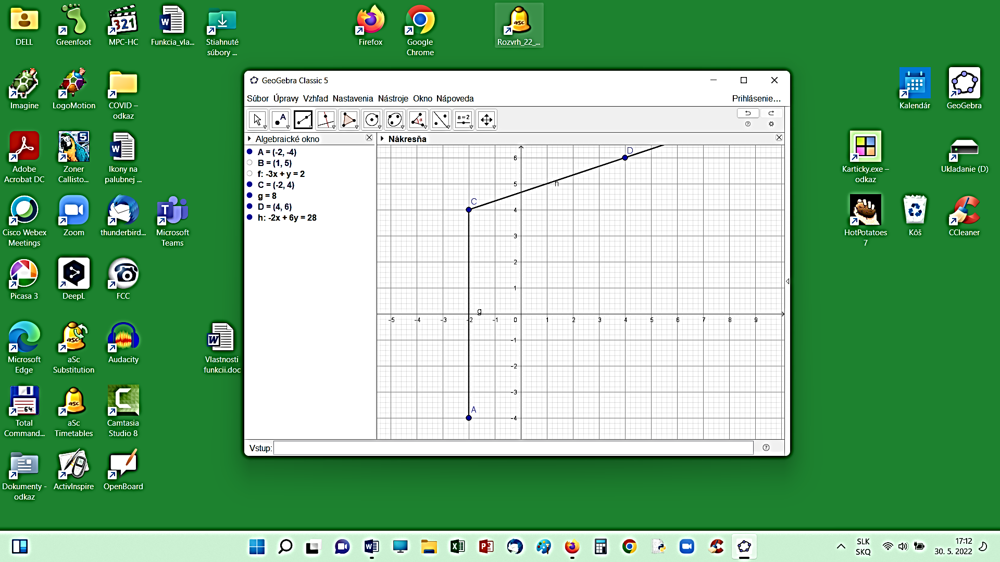 DELL
Greenfoot
321
MPC-HC
W
Funkcia_vla...
Stiahnuté
súbory ...
Firefox
Google
Chrome
asc
Rozvrh_22_...
Imagine
LogoMotion
COVID –
odkaz
Kalendár
GeoGebra
Adobe
Acrobat DC
5
Zoner
Callisto...
W
Ikony na
palubnej ...
Karticky.exe –
odkaz
Ukladanie (D)
Cisco Webex
Meetings
Zoom
thunderbird...
T
Microsoft
Teams
HotPotatoes
7
Kôš
CCleaner
Picasa 3
DeepL
FCC
Microsoft
Edge
asc
aSc
Substitution
Audacity
W
Vlastnosti
funkcii.doc
64
Total
Command...
asc
aSc
Timetables
C
Camtasia
Studio 8
Dokumenty -
odkaz
ActivInspire
OpenBoard
GeoGebra Classic 5
Súbor Úpravy Vzhľad Nastavenia Nástroje Okno Nápoveda
Prihlásenie...
A
α
a=2
Algebraické okno
Nákresňa
A = (-2, -4)
B = (1, 5)
f: -3x + y = 2
C = (-2, 4)
g = 8
D = (4, 6)
h: -2x + 6y = 28
D
6
h
5
C
4
3
2
1
g
-5 -4 -3 -2 -1 0 1 2 3 4 5 6 7 8 9
-1
-2
-3
A
-4
Vstup:
W
X
P
SLK
SKQ
17:12
30. 5. 2022